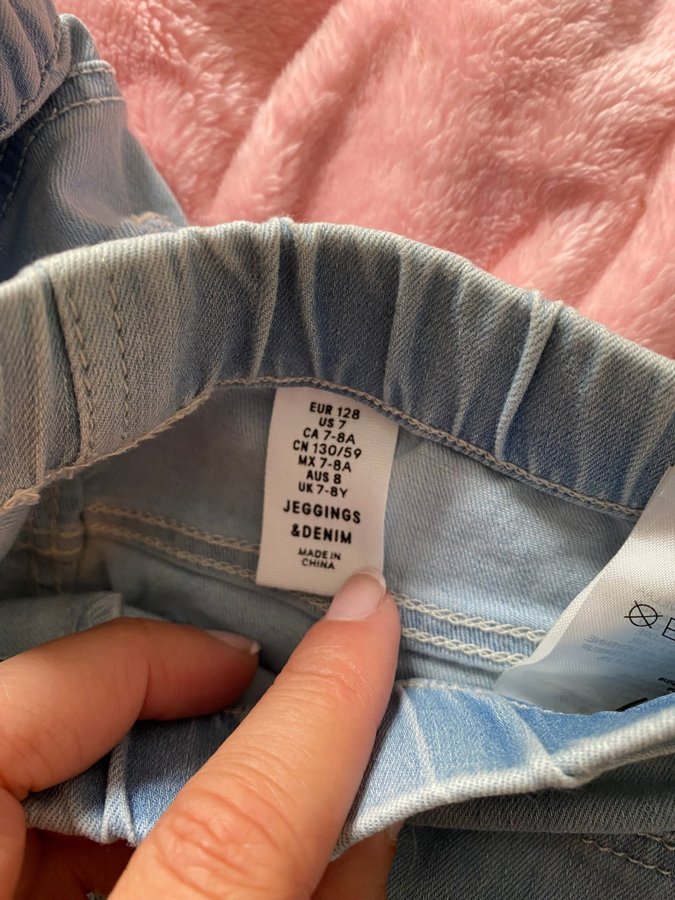 EUR 128
US 7
CA 7-8A
CN 130/59
MX 7-8A
AUS 8
UK 7-8Y
JEGGINGS
&DENIM
MADE IN
CHINA